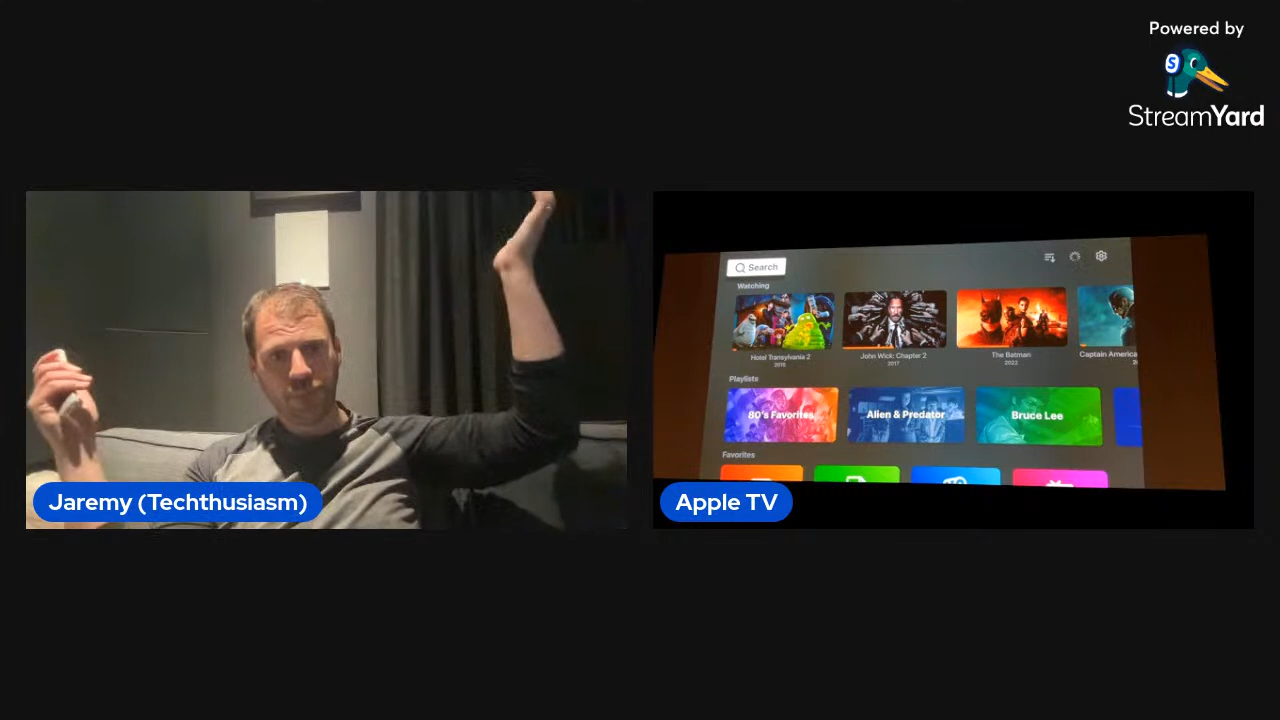 Powered by
StreamYard
Jaremy (Techthusiasm)
Search
Watching
Hotel Transylvania 2
2015
John Wick: Chapter 2
2017
The Batman
2022
Captain America
Playlists
80's Favorites
Alien & Predator
Bruce Lee
Favorites
Apple TV